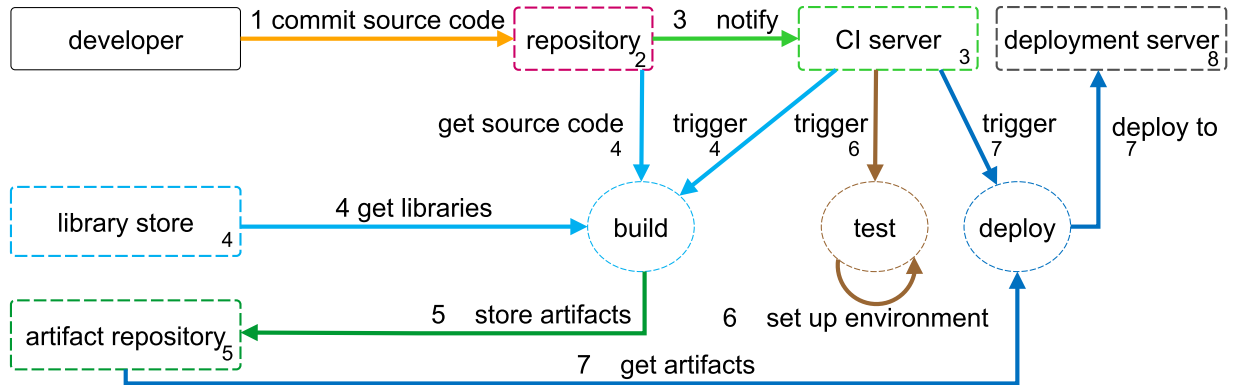 1 commit source code
developer
repository
2
3 notify
CI server
3
deployment server
8
get source code
4
trigger
4
trigger
6
trigger
7
deploy to
7
library store
4
4 get libraries
build
test
deploy
artifact repository
5
5 store artifacts
6 set up environment
7 get artifacts